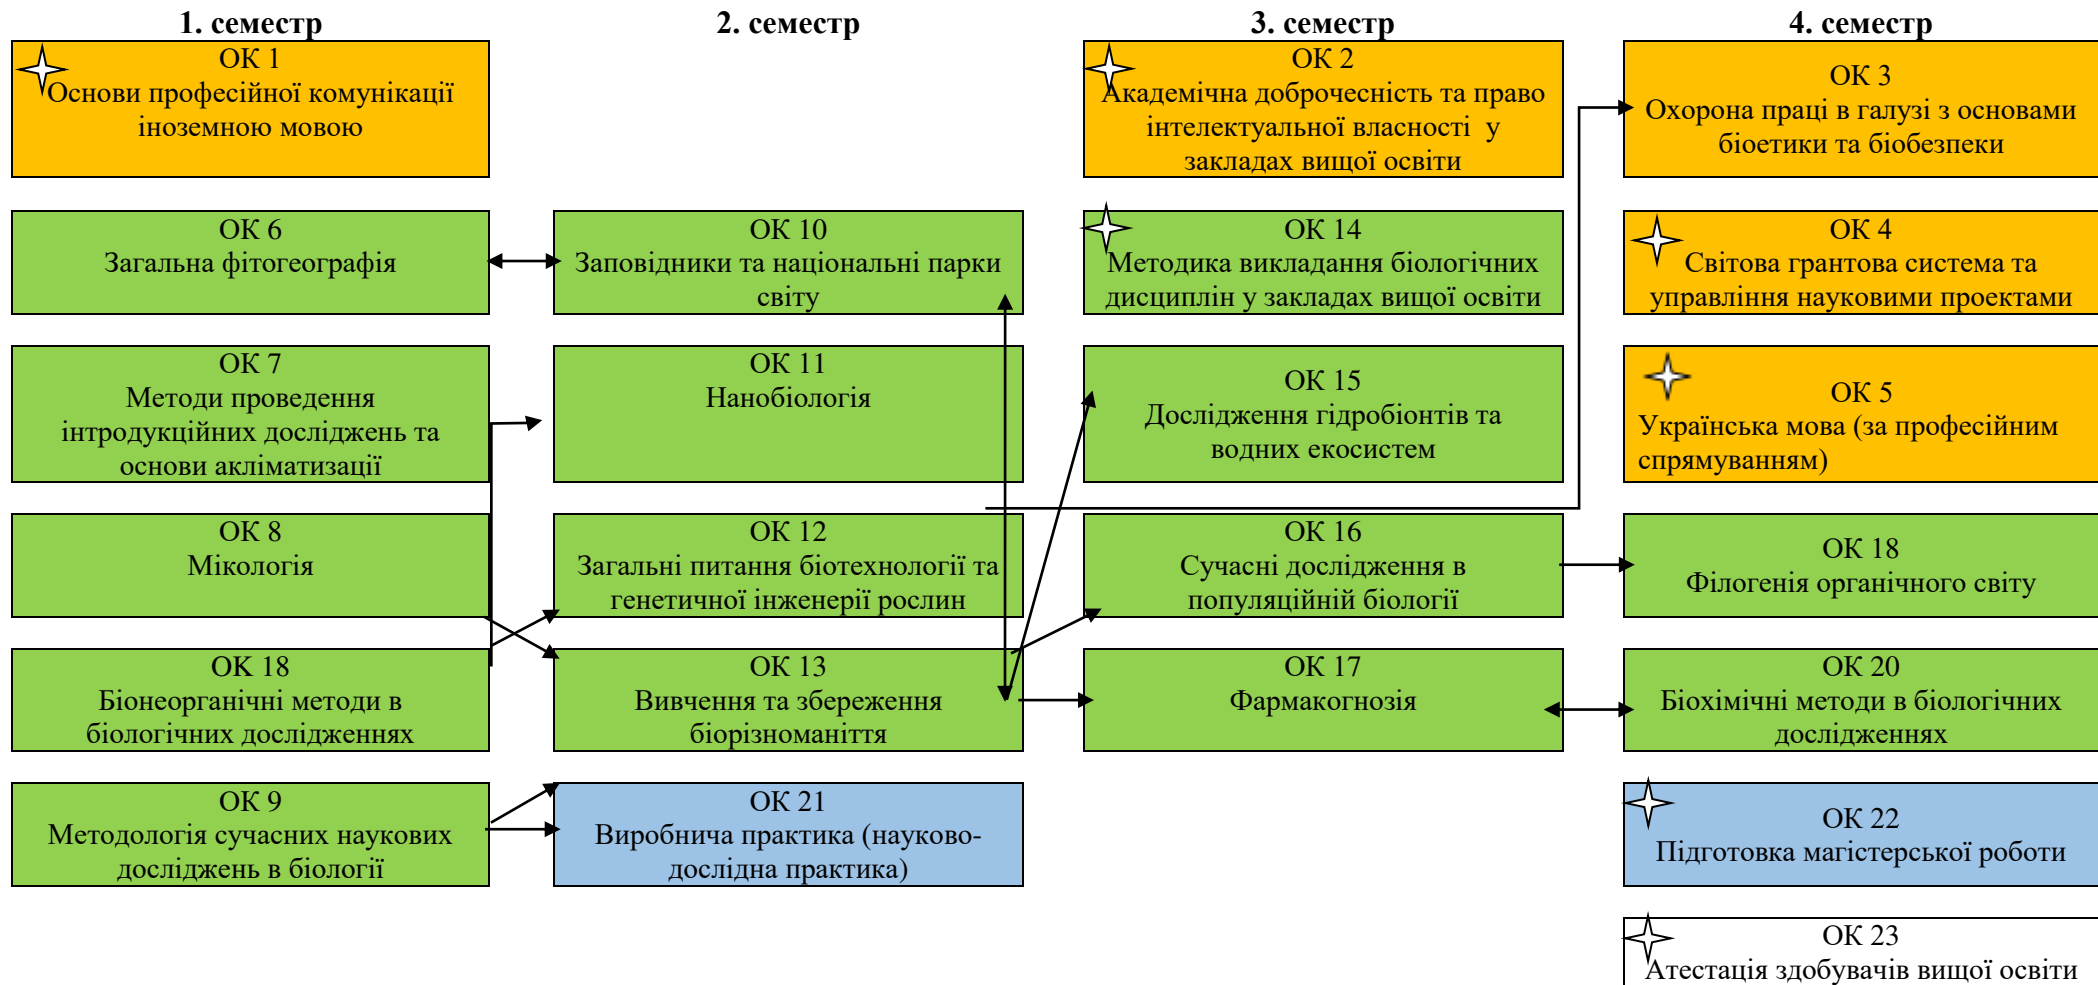 1. семестр
2. семестр
3. семестр
4. семестр
ОК 1
Основи професійної комунікації
іноземною мовою
ОК 2
Академічна доброчесність та право
інтелектуальної власності у
закладах вищої освіти
ОК 3
Охорона праці в галузі з основами
біоетики та біобезпеки
ОК 6
Загальна фітогеографія
ОК 10
Заповідники та національні парки
світу
ОК 14
Методика викладання біологічних
дисциплін у закладах вищої освіти
ОК 4
Світова грантова система та
управління науковими проектами
ОК 7
Методи проведення
інтродукційних досліджень та
основи акліматизації
ОК 11
Нанобіологія
ОК 15
Дослідження гідробіонтів та
водних екосистем
ОК 5
Українська мова (за професійним
спрямуванням)
ОК 8
Мікологія
ОК 12
Загальні питання біотехнології та
генетичної інженерії рослин
ОК 16
Сучасні дослідження в
популяційній біології
ОК 18
Філогенія органічного світу
ОК 18
Біонеорганічні методи в
біологічних дослідженнях
ОК 13
Вивчення та збереження
біорізноманіття
ОК 17
Фармакогнозія
ОК 20
Біохімічні методи в біологічних
дослідженнях
ОК 9
Методологія сучасних наукових
досліджень в біології
ОК 21
Виробнича практика (науково-
дослідна практика)
ОК 22
Підготовка магістерської роботи
ОК 23
Атестація здобувачів вищої освіти